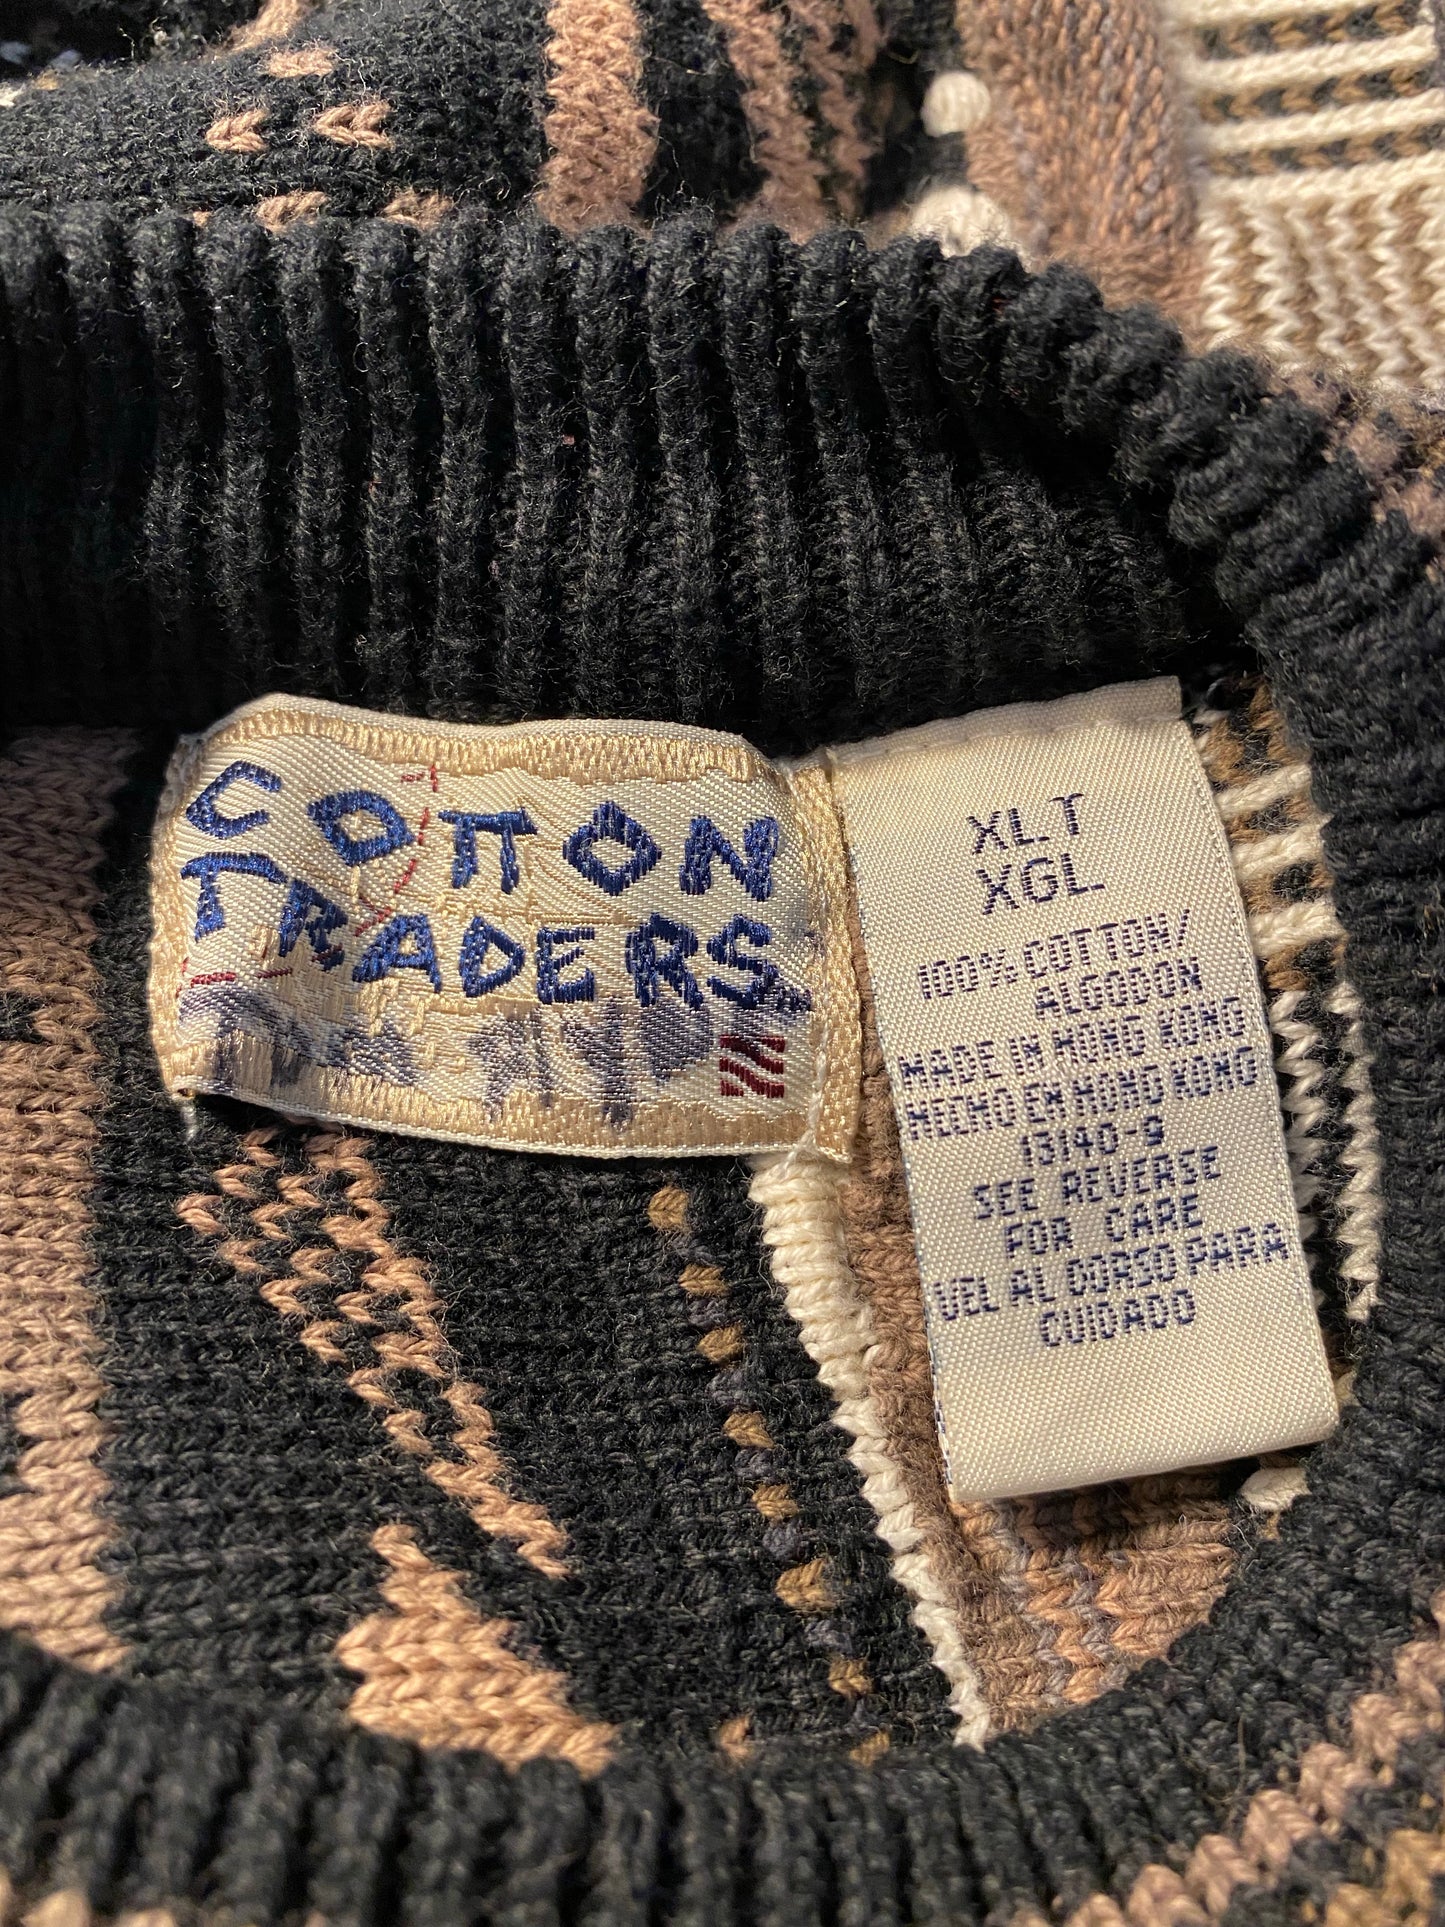 COTTON
TRADERS
XLT
XGL
100% COTTON/
ALGODON
MADE IN HONG KONG
HECHO EN HONG KONG
13140-9
SEE REVERSE
FOR CARE
VEL AL DORSO PARA
CUIDADO